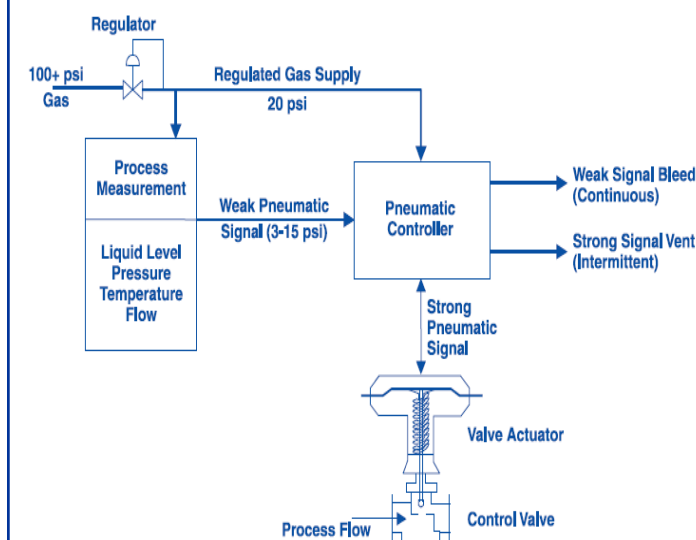 Regulator
100+ psi
Gas
Regulated Gas Supply
20 psi
Process
Measurement
Liquid Level
Pressure
Temperature
Flow
Weak Pneumatic
Signal (3-15 psi)
Pneumatic
Controller
Weak Signal Bleed
(Continuous)
Strong Signal Vent
(Intermittent)
Strong
Pneumatic
Signal
Valve Actuator
Control Valve
Process Flow